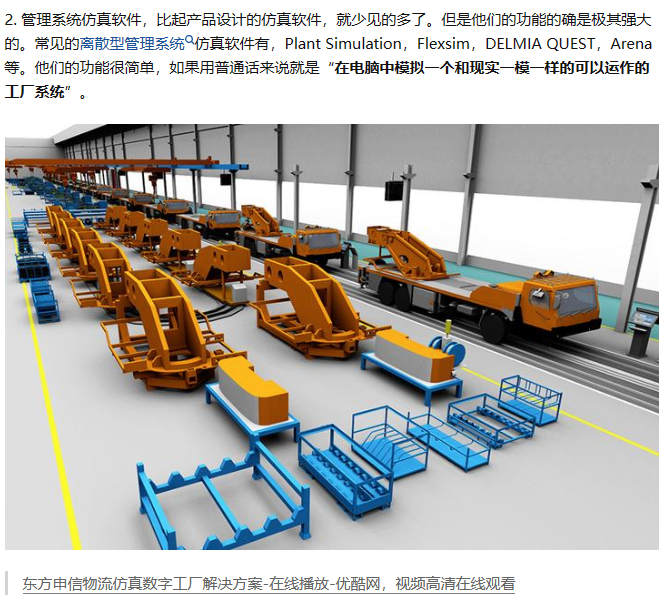 2. 管理系统仿真软件，比起产品设计的仿真软件，就少见的多了。但是他们的功能的确是极其强大
的。常见的离散型管理系统仿真软件有，Plant Simulation，Flexsim，DELMIA QUEST，Arena
等。他们的功能很简单，如果用普通话来说就是“在电脑中模拟一个和现实一模一样的可以运作的
工厂系统”。
东方申信物流仿真数字工厂解决方案-在线播放-优酷网，视频高清在线观看